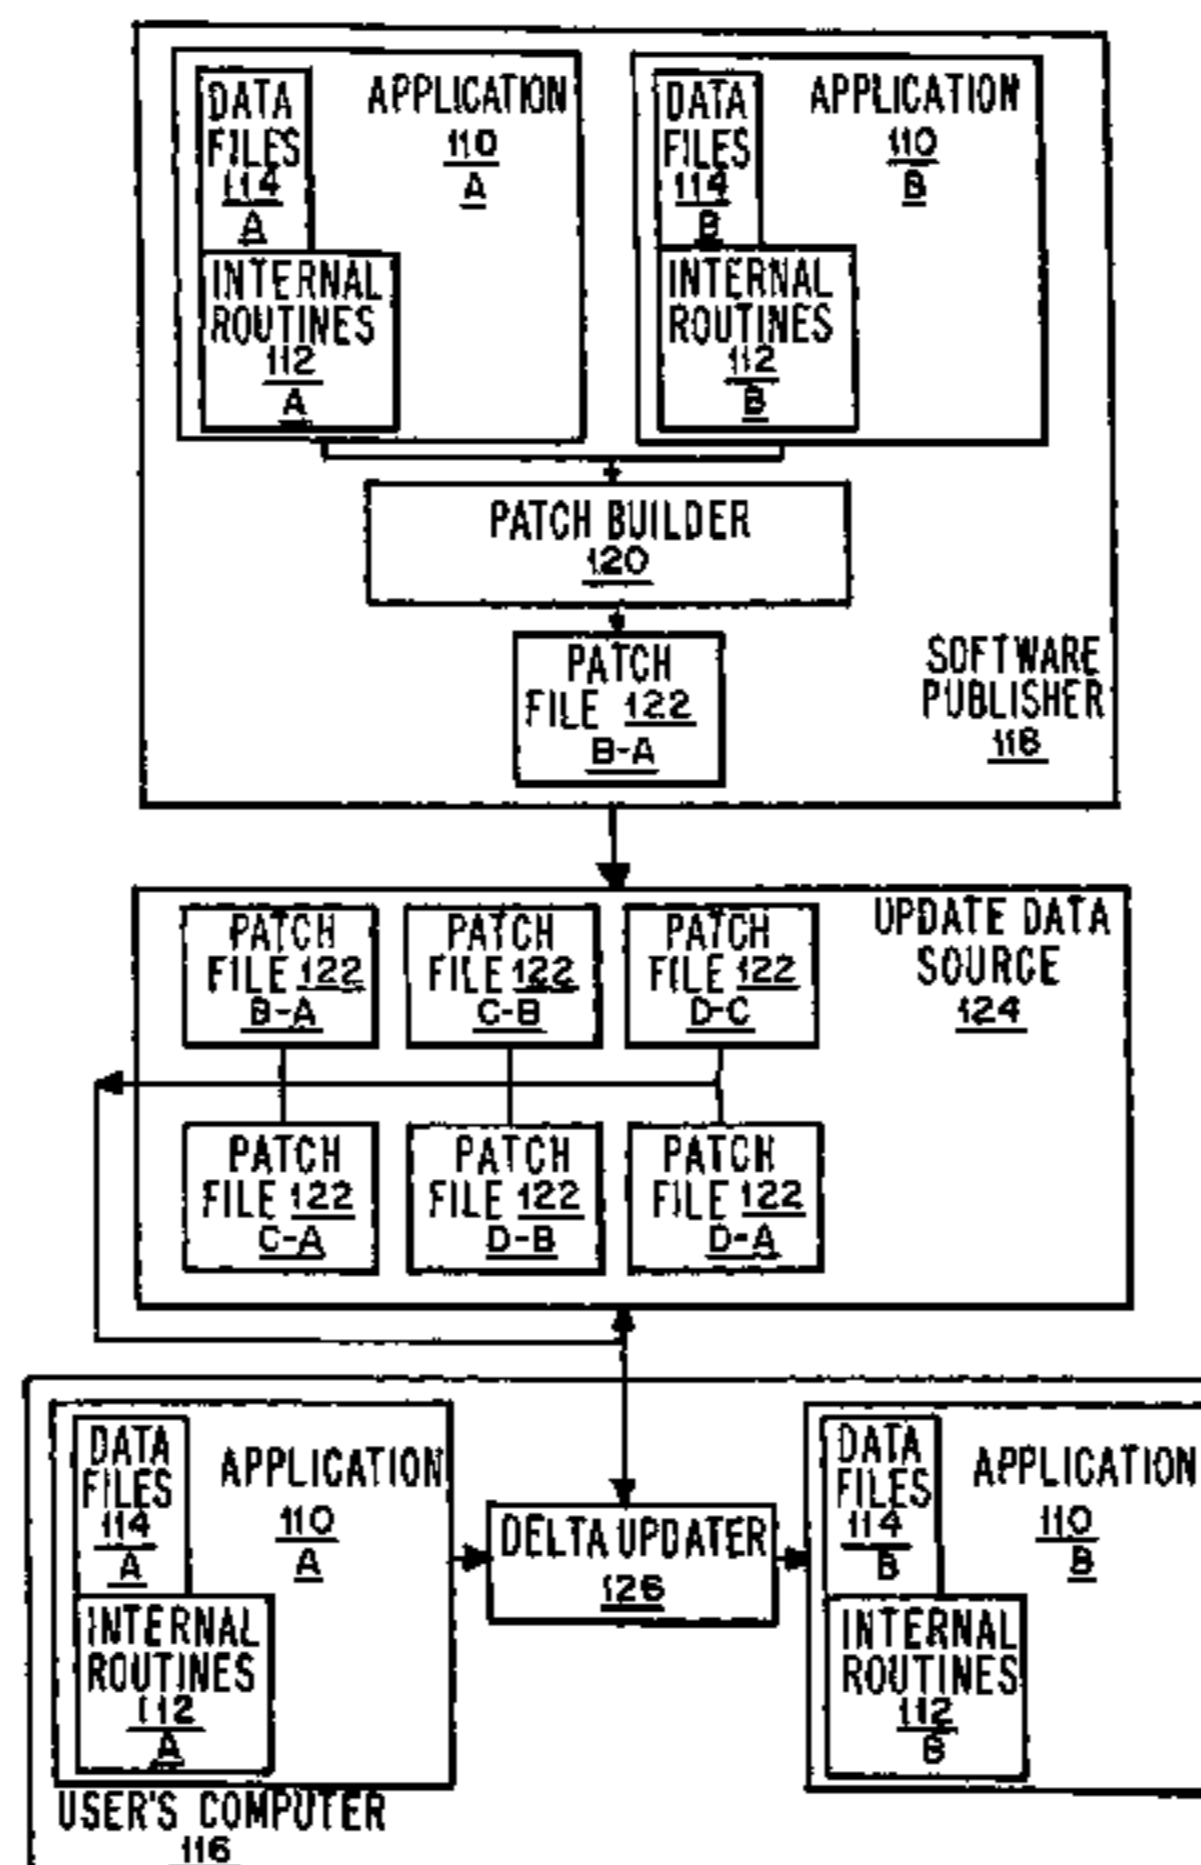 DATA
FILES
114
A
APPLICATION
110
A
INTERNAL
ROUTINES
112
A
DATA
FILES
114
B
APPLICATION
110
B
INTERNAL
ROUTINES
112
B
PATCH BUILDER
120
PATCH
FILE 122
B-A
SOFTWARE
PUBLISHER
118
UPDATE DATA
SOURCE
124
PATCH
FILE 122
B-A
PATCH
FILE 122
C-B
PATCH
FILE 122
D-C
PATCH
FILE 122
C-A
PATCH
FILE 122
D-B
PATCH
FILE 122
D-A
DATA
FILES
114
A
APPLICATION
110
A
INTERNAL
ROUTINES
112
A
DELTA UPDATER
126
DATA
FILES
114
B
APPLICATION
110
B
INTERNAL
ROUTINES
112
B
USER'S COMPUTER
116